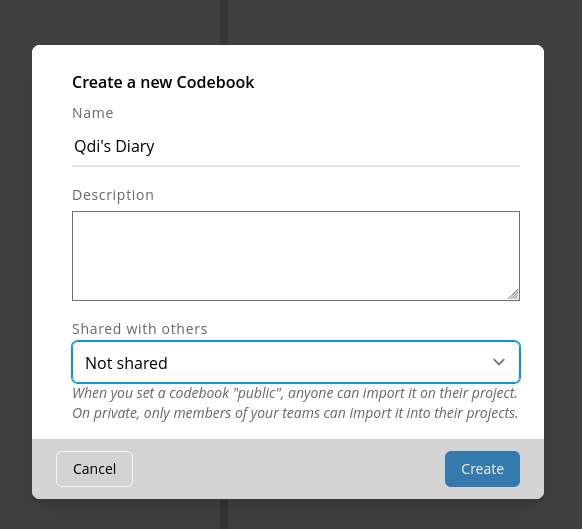 Create a new Codebook
Name
Qdi's Diary
Description
Shared with others
Not shared
When you set a codebook "public", anyone can import it on their project.
On private, only members of your teams can import it into their projects.
Cancel
Create